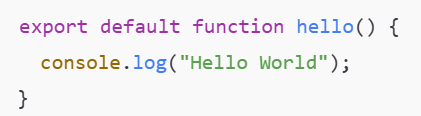 export default function hello() {
  console.log("Hello World");
}